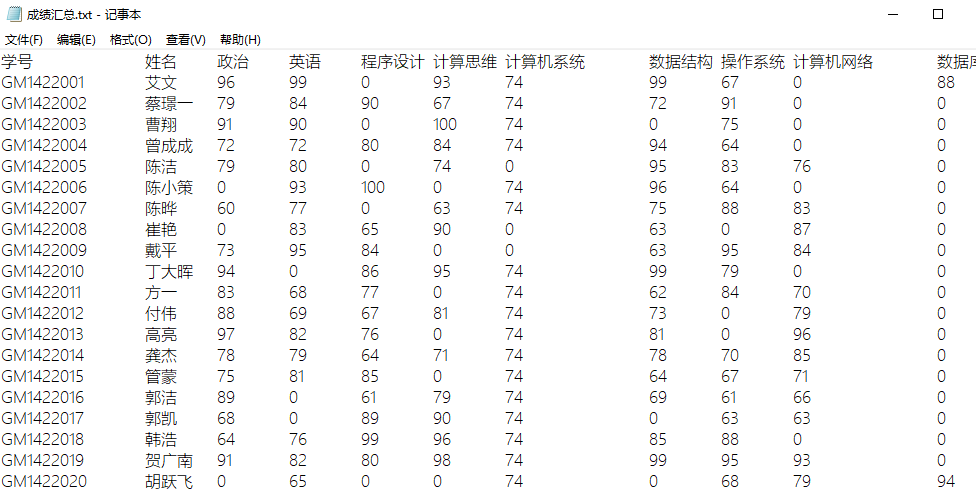 成绩汇总.txt - 记事本
文件(F) 编辑(E) 格式(O) 查看(V) 帮助(H)
学号 姓名 政治 英语 程序设计 计算思维 计算机系统 数据结构 操作系统 计算机网络 数据库
GM1422001 艾文 96 99 0 93 74 99 67 0 88
GM1422002 蔡璟一 79 84 90 67 74 72 91 0 0
GM1422003 曹翔 91 90 0 100 74 0 75 0 0
GM1422004 曾成成 72 72 80 84 74 94 64 0 0
GM1422005 陈洁 79 80 0 74 0 95 83 76 0
GM1422006 陈小策 0 93 100 0 74 96 64 0 0
GM1422007 陈晔 60 77 0 63 74 75 88 83 0
GM1422008 崔艳 0 83 65 90 74 63 0 87 0
GM1422009 戴平 73 95 84 0 0 63 95 84 0
GM1422010 丁大晖 94 0 86 95 74 99 79 0 0
GM1422011 方一 83 68 77 0 74 62 84 70 0
GM1422012 付伟 88 69 67 81 74 73 0 79 0
GM1422013 高亮 97 82 76 0 74 81 0 96 0
GM1422014 龚杰 78 79 64 71 74 78 70 85 0
GM1422015 管蒙 75 81 85 0 74 64 67 71 0
GM1422016 郭洁 89 0 61 79 74 69 61 66 0
GM1422017 郭凯 68 0 89 90 74 0 63 63 0
GM1422018 韩浩 64 76 99 96 74 85 88 0 0
GM1422019 贺广南 91 82 80 98 74 99 95 93 0
GM1422020 胡跃飞 0 65 0 0 74 0 68 79 94